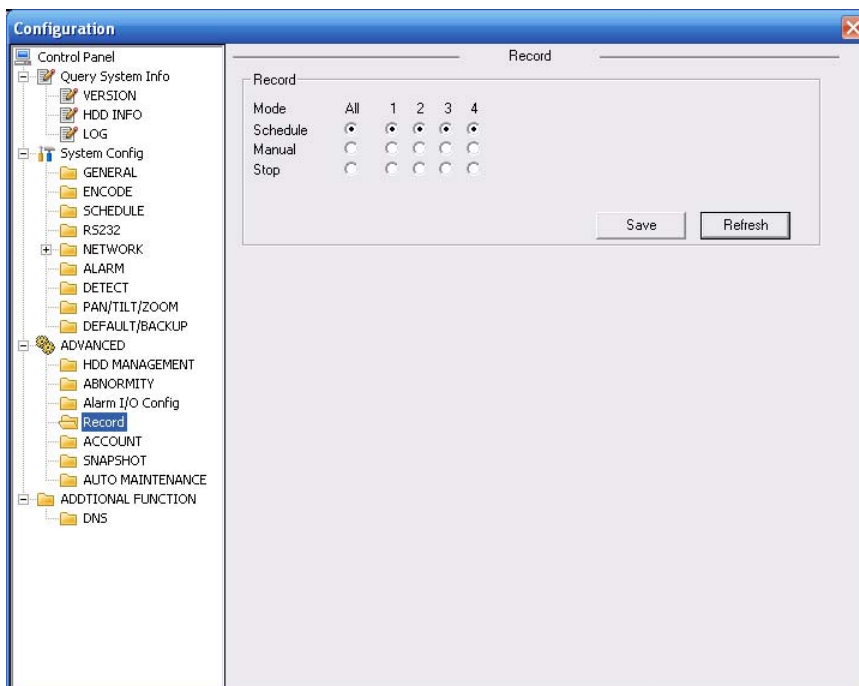 Configuration
Control Panel
Query System Info
VERSION
HDD INFO
LOG
System Config
GENERAL
ENCODE
SCHEDULE
RS232
NETWORK
ALARM
DETECT
PAN/TILT/ZOOM
DEFAULT/BACKUP
ADVANCED
HDD MANAGEMENT
ABNORMITY
Alarm I/O Config
Record
ACCOUNT
SNAPSHOT
AUTO MAINTENANCE
ADDTIONAL FUNCTION
DNS
Record
Record
Mode All 1 2 3 4
Schedule
Manual
Stop
Save Refresh